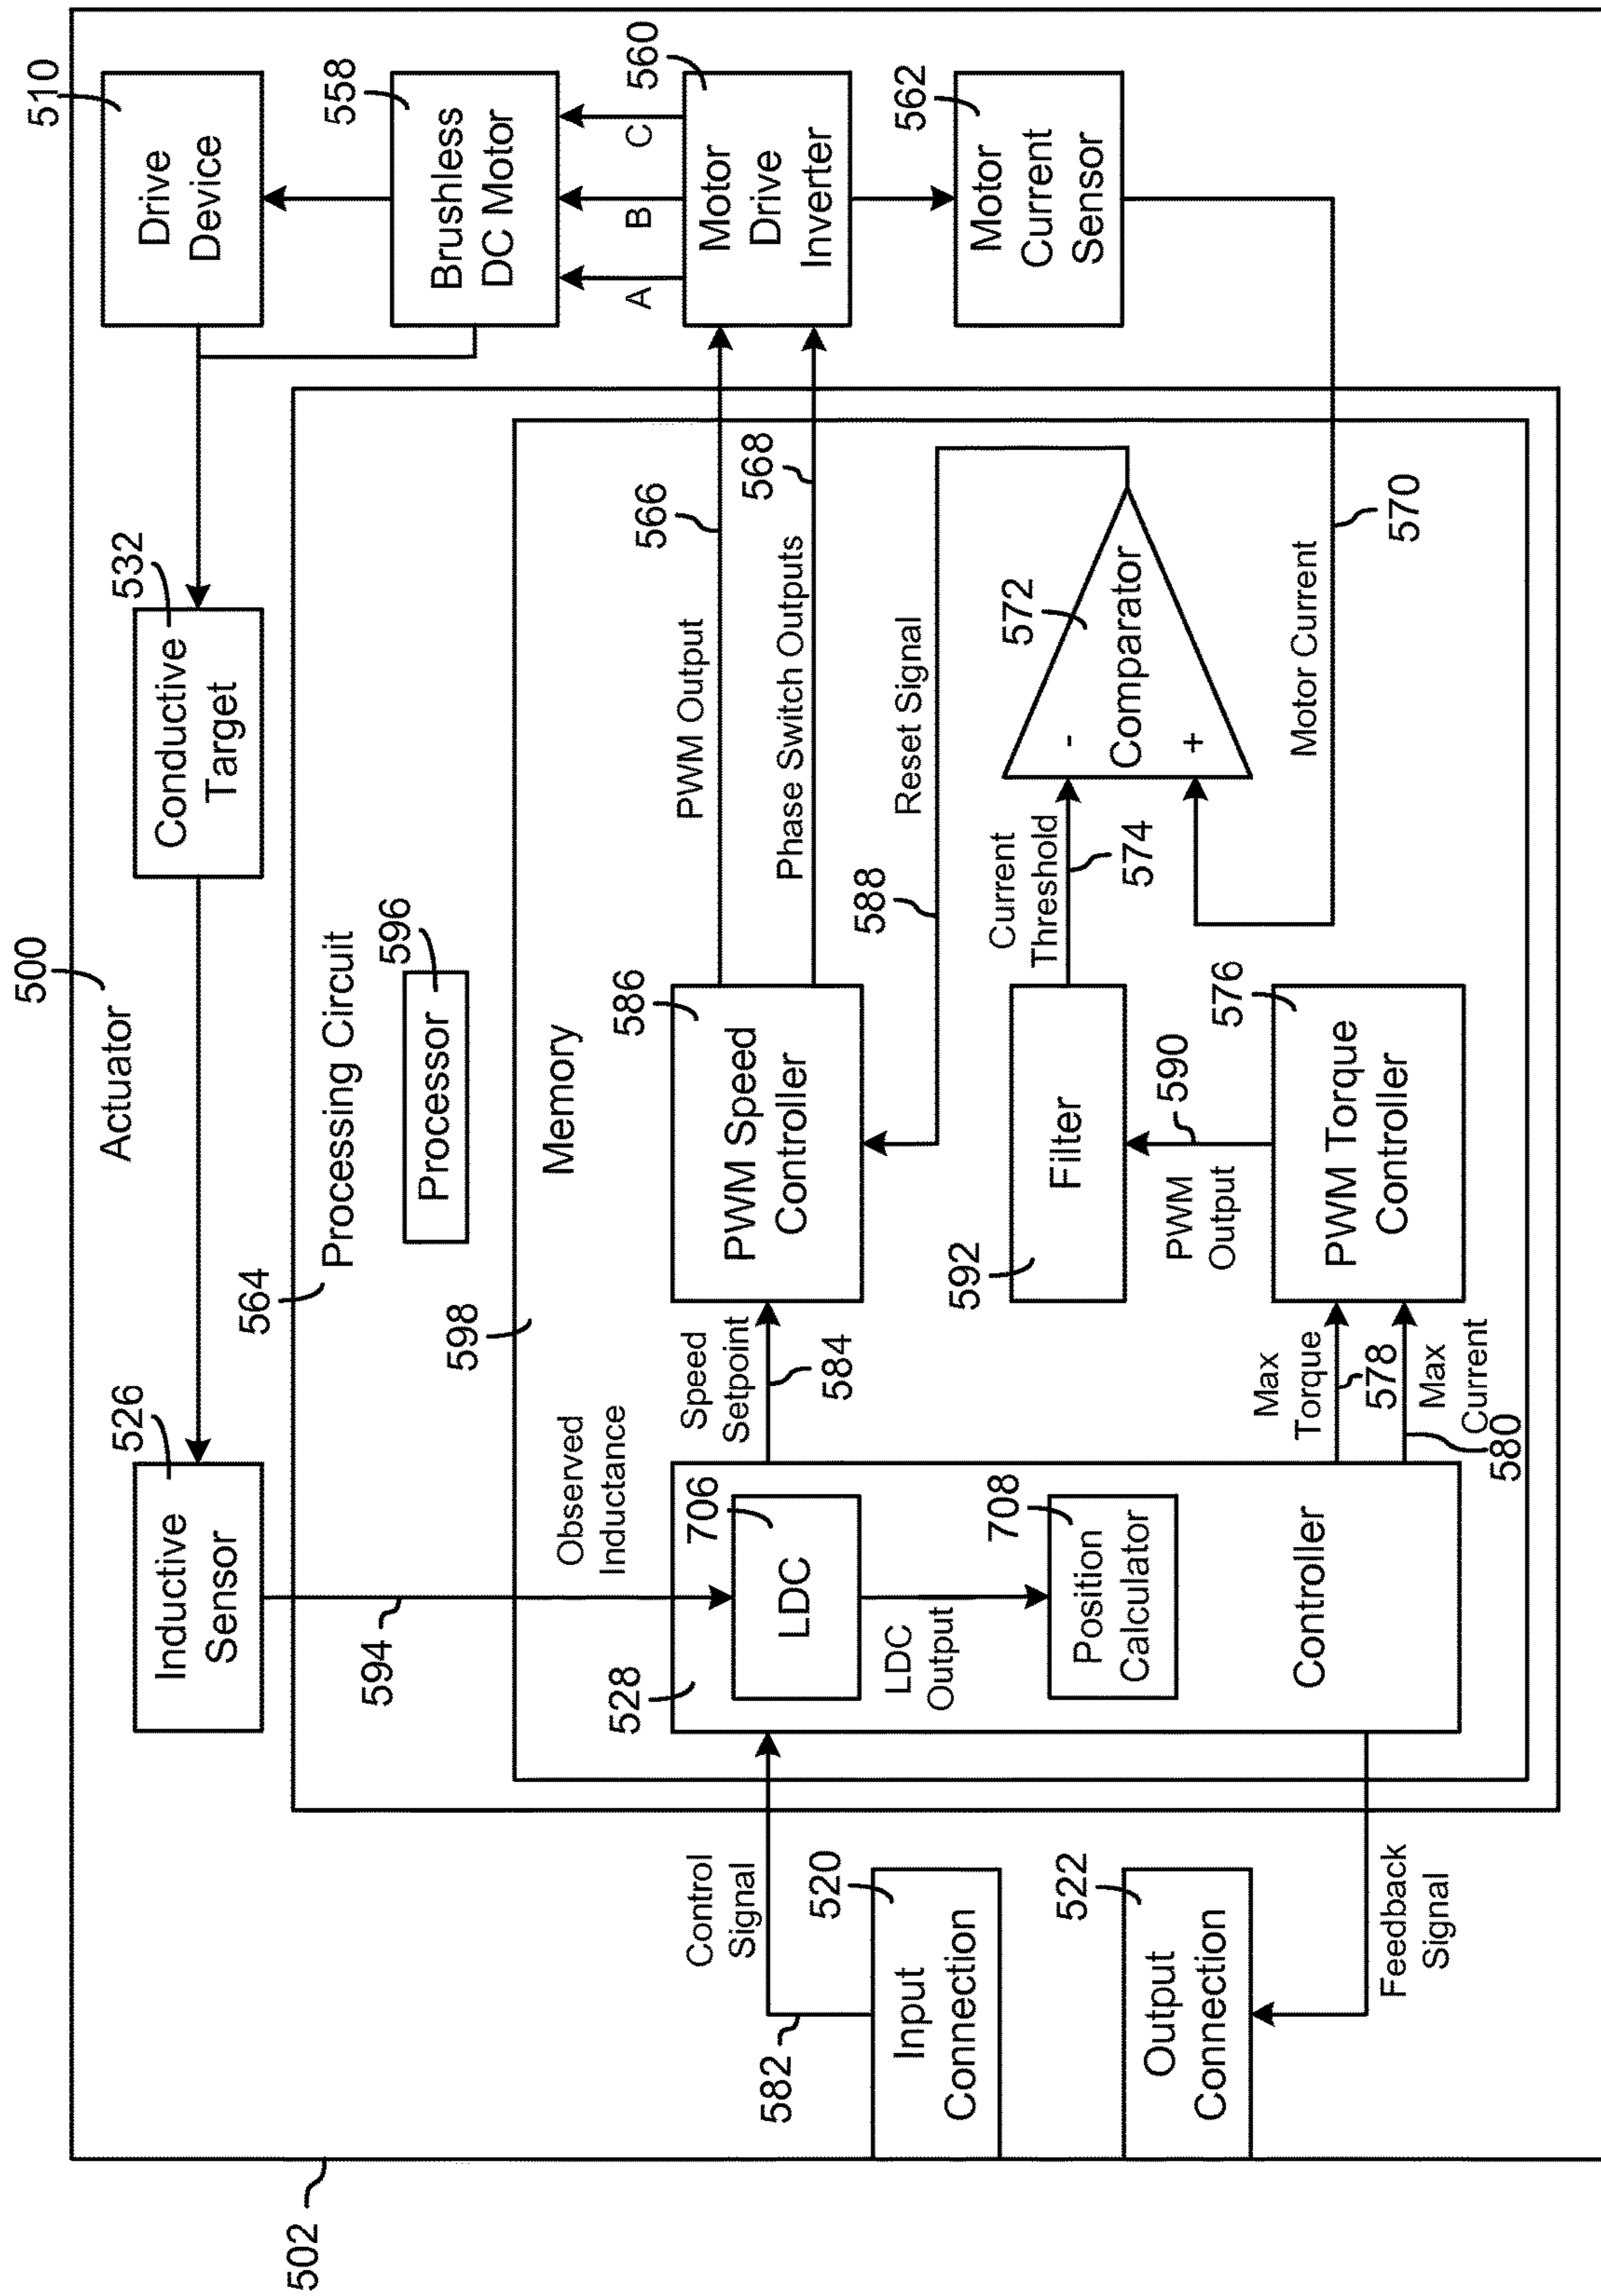 500
Actuator
502
526
Inductive
Sensor
532
Conductive
Target
510
Drive
Device
594
564
Processing Circuit
596
Processor
558
Brushless
DC Motor
A
B
C
560
Motor
Drive
Inverter
562
Motor
Current
Sensor
598
Memory
Observed
Inductance
528
706
LDC
LDC
Output
708
Position
Calculator
Controller
Control
Signal
582
520
Input
Connection
522
Output
Connection
Feedback
Signal
Speed
Setpoint
584
586
PWM Speed
Controller
566
PWM Output
568
Phase Switch Outputs
588
Reset Signal
592
Filter
Current
Threshold
574
572
-
Comparator
+
PWM
Output
590
Max
Torque
578
Max
Current
580
576
PWM Torque
Controller
Motor Current
570